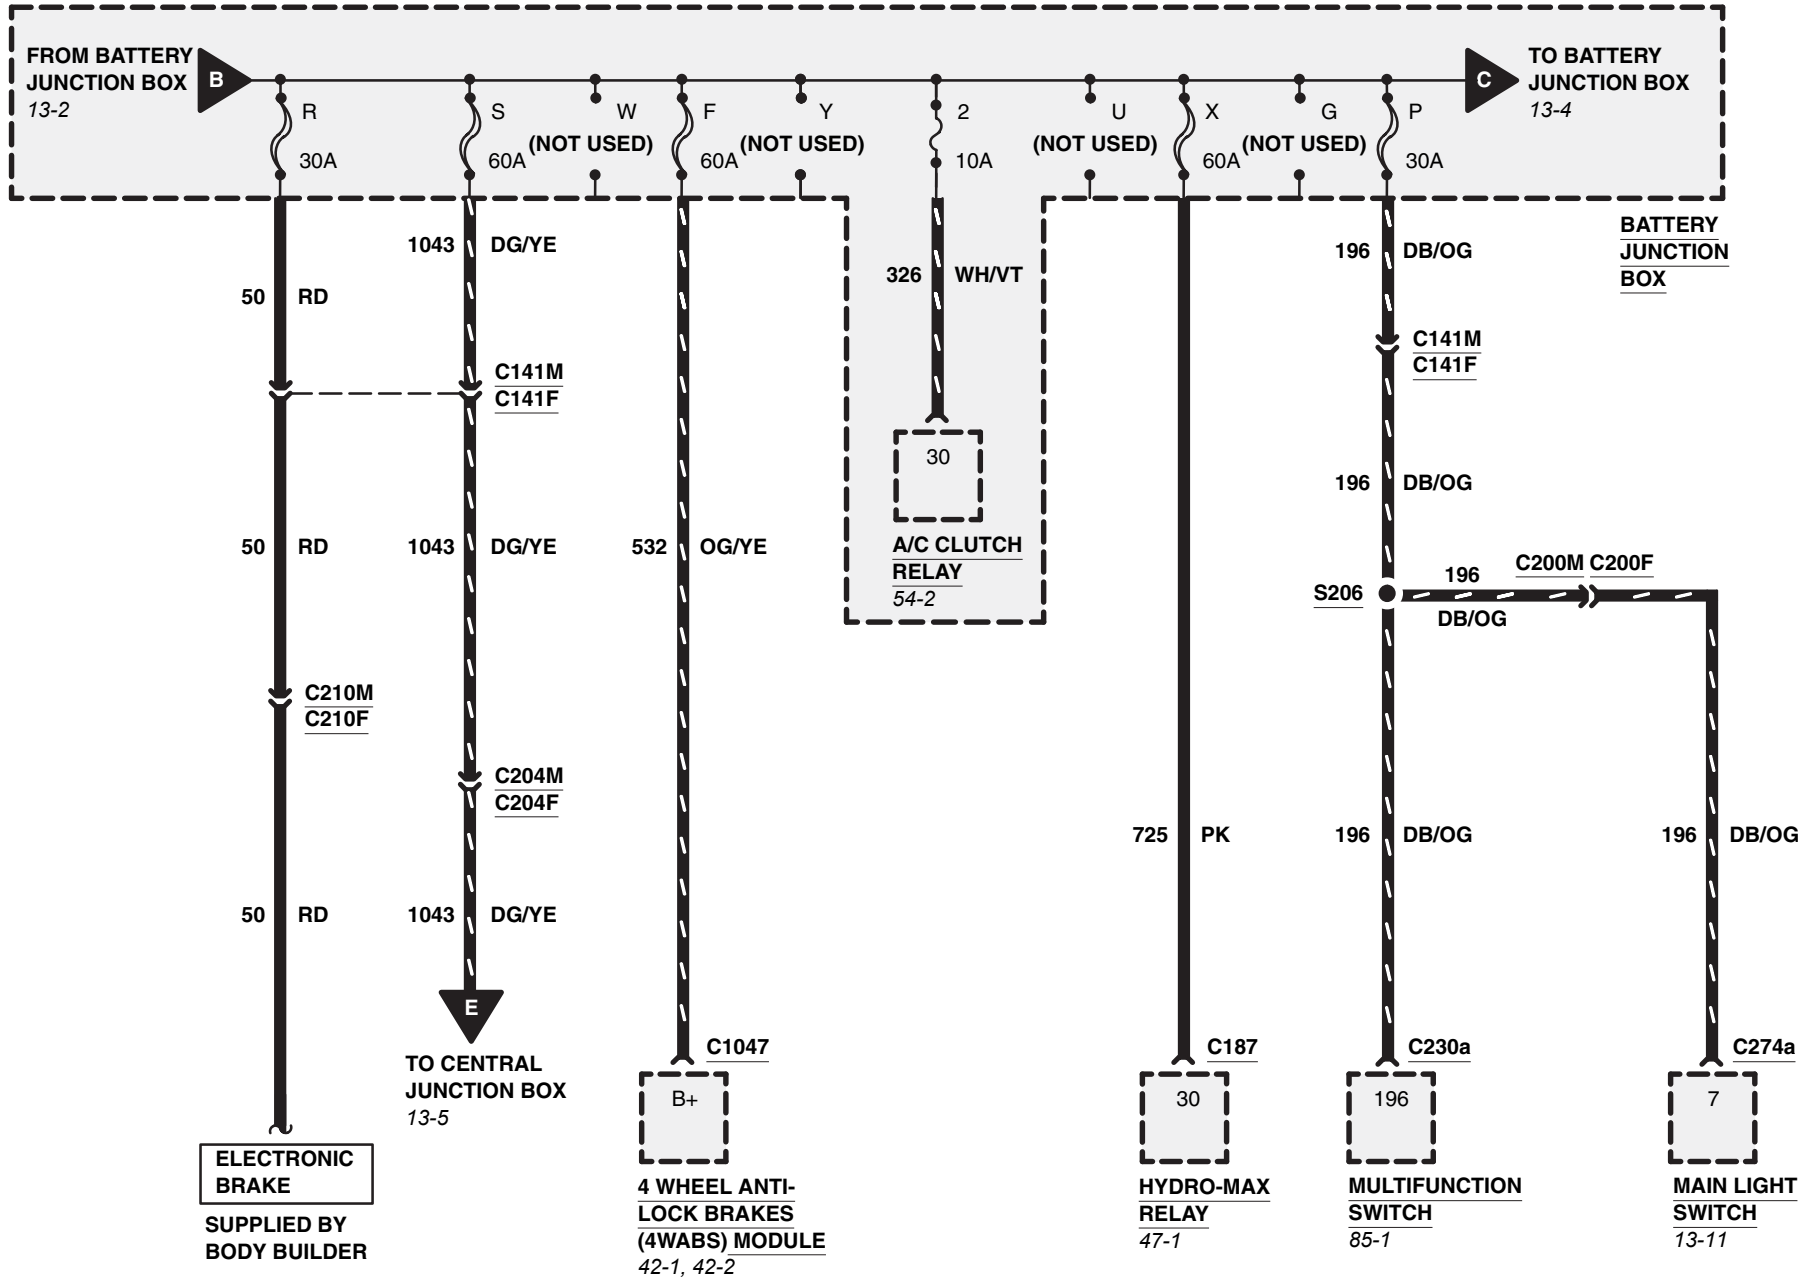 FROM BATTERY
JUNCTION BOX
13-2
B
C
TO BATTERY
JUNCTION BOX
13-4
R
30A
S
60A
W
(NOT USED)
F
60A
Y
(NOT USED)
2
10A
U
(NOT USED)
X
60A
G
(NOT USED)
P
30A
BATTERY
JUNCTION
BOX
1043 DG/YE
50 RD
326 WH/VT
196 DB/OG
C141M
C141F
C141M
C141F
30
A/C CLUTCH
RELAY
54-2
196 DB/OG
50 RD
1043 DG/YE
532 OG/YE
S206
196
DB/OG
C200M C200F
C210M
C210F
C204M
C204F
725 PK
196 DB/OG
196 DB/OG
50 RD
1043 DG/YE
E
TO CENTRAL
JUNCTION BOX
13-5
ELECTRONIC
BRAKE
SUPPLIED BY
BODY BUILDER
C1047
B+
4 WHEEL ANTI-
LOCK BRAKES
(4WABS) MODULE
42-1, 42-2
C187
30
HYDRO-MAX
RELAY
47-1
C230a
196
MULTIFUNCTION
SWITCH
85-1
C274a
7
MAIN LIGHT
SWITCH
13-11